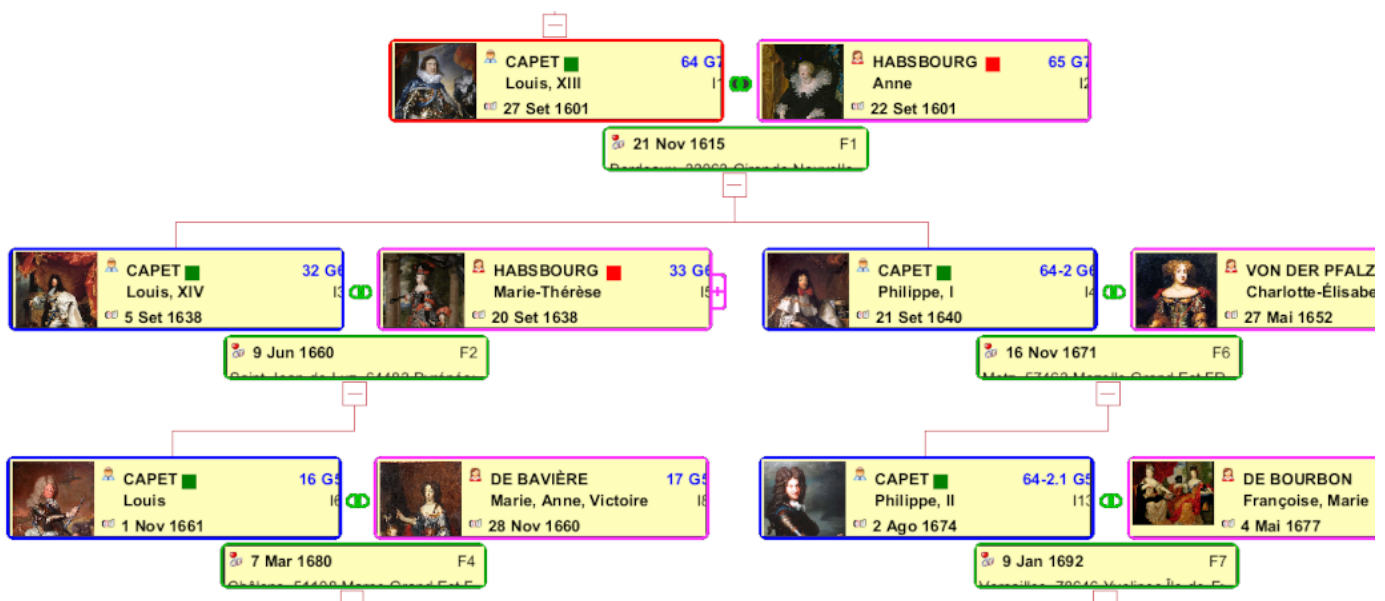 CAPET 64 G7
Louis, XIII I1
27 Set 1601
HABSBOURG 65 G7
Anne I2
22 Set 1601
21 Nov 1615 F1
CAPET 32 G6
Louis, XIV I3
5 Set 1638
HABSBOURG 33 G6
Marie-Thérèse I5
20 Set 1638
CAPET 64-2 G6
Philippe, I I4
21 Set 1640
VON DER PFALZ
Charlotte-Élisabe
27 Mai 1652
9 Jun 1660 F2
16 Nov 1671 F6
CAPET 16 G5
Louis I6
1 Nov 1661
DE BAVIÈRE 17 G5
Marie, Anne, Victoire I8
28 Nov 1660
CAPET 64-2.1 G5
Philippe, II I13
2 Ago 1674
DE BOURBON
Françoise, Marie
4 Mai 1677
7 Mar 1680 F4
9 Jan 1692 F7